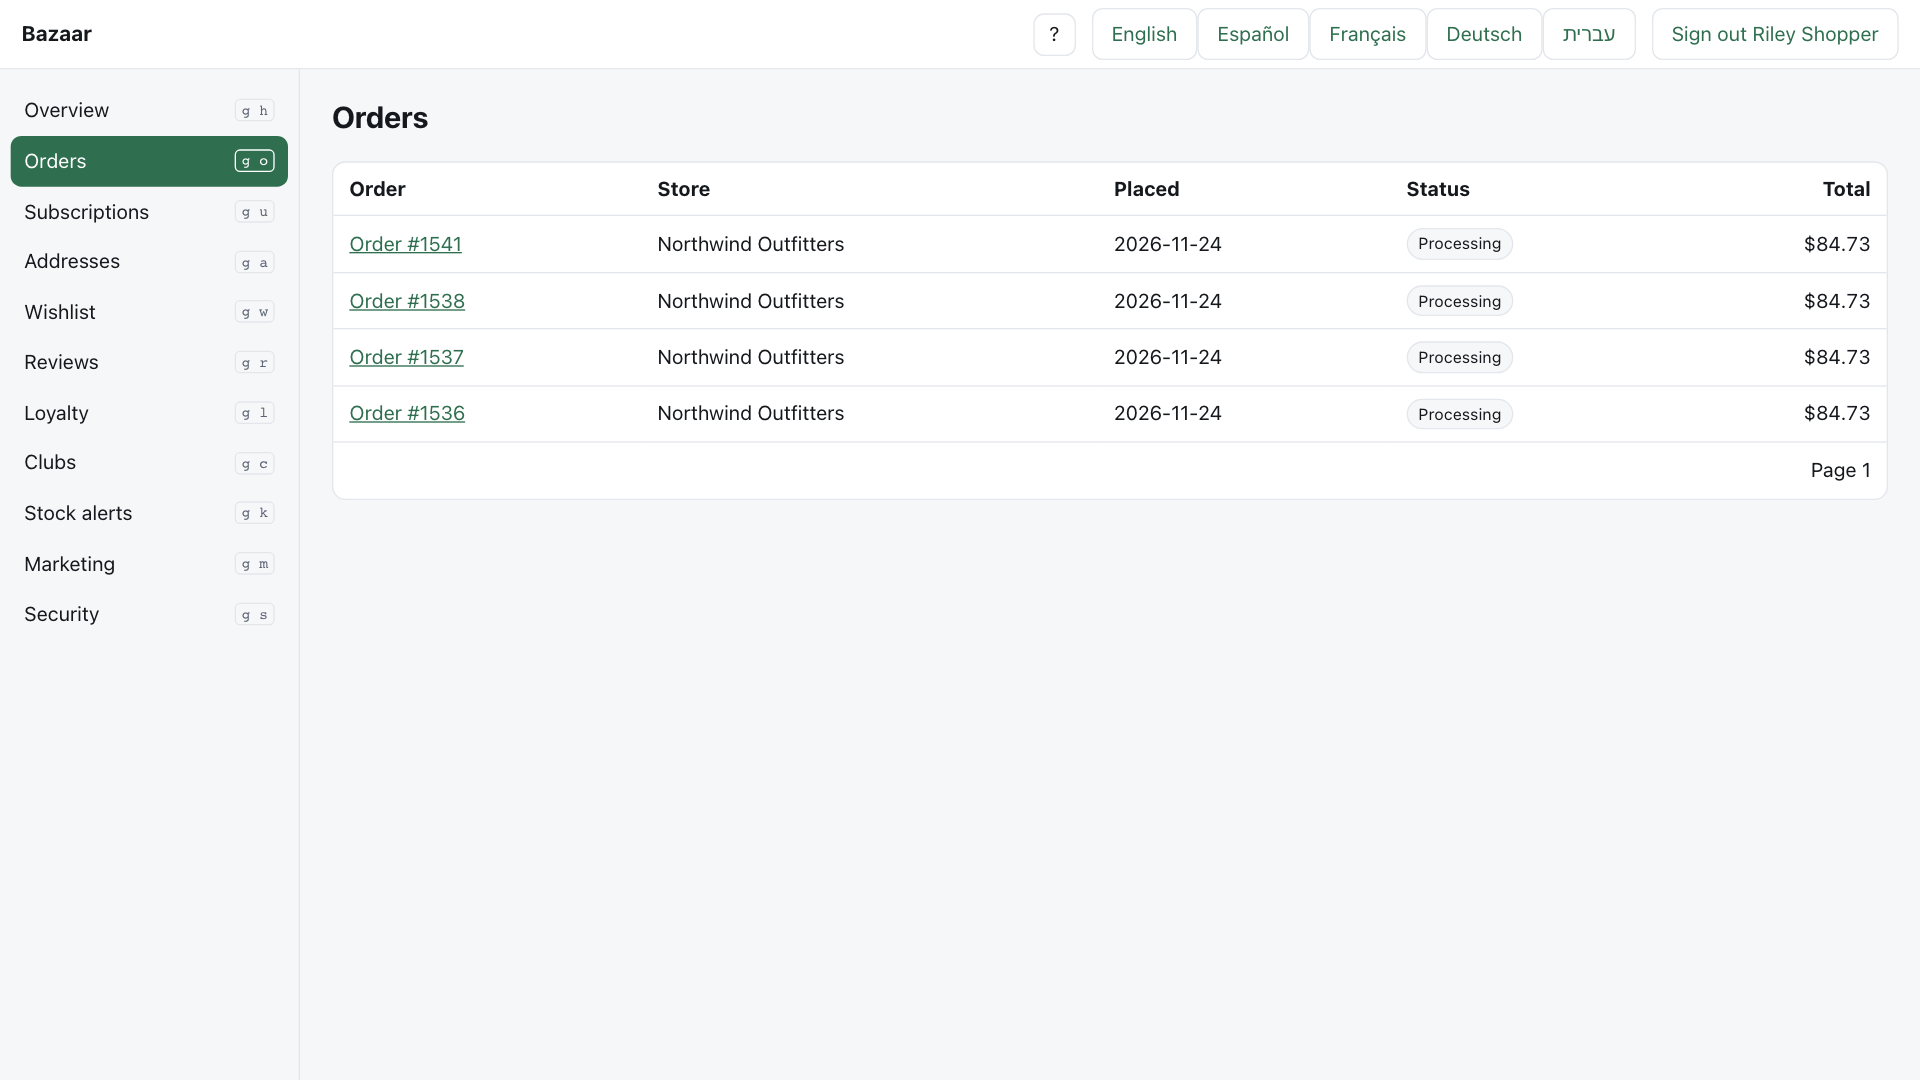 Bazaar
?
English
Español
Français
Deutsch
עברית
Sign out Riley Shopper
Overview g h
Orders g o
Subscriptions g u
Addresses g a
Wishlist g w
Reviews g r
Loyalty g l
Clubs g c
Stock alerts g k
Marketing g m
Security g s
Orders
Order Store Placed Status Total
Order #1541 Northwind Outfitters 2026-11-24 Processing $84.73
Order #1538 Northwind Outfitters 2026-11-24 Processing $84.73
Order #1537 Northwind Outfitters 2026-11-24 Processing $84.73
Order #1536 Northwind Outfitters 2026-11-24 Processing $84.73
Page 1